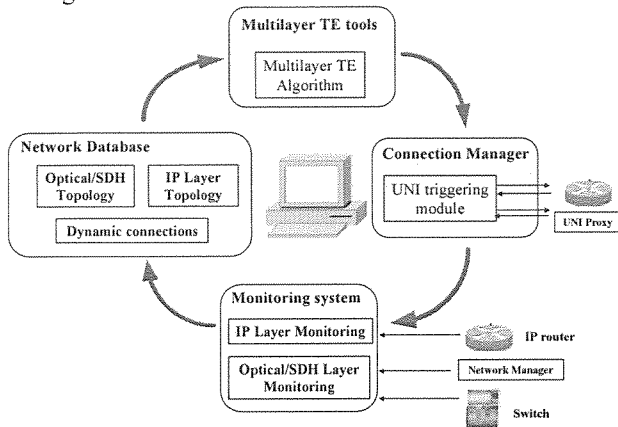 Multilayer TE tools
Multilayer TE
Algorithm
Network Database
Optical/SDH
Topology
IP Layer
Topology
Dynamic connections
Connection Manager
UNI triggering
module
UNI Proxy
Monitoring system
IP Layer Monitoring
Optical/SDH Layer
Monitoring
IP router
Network Manager
Switch